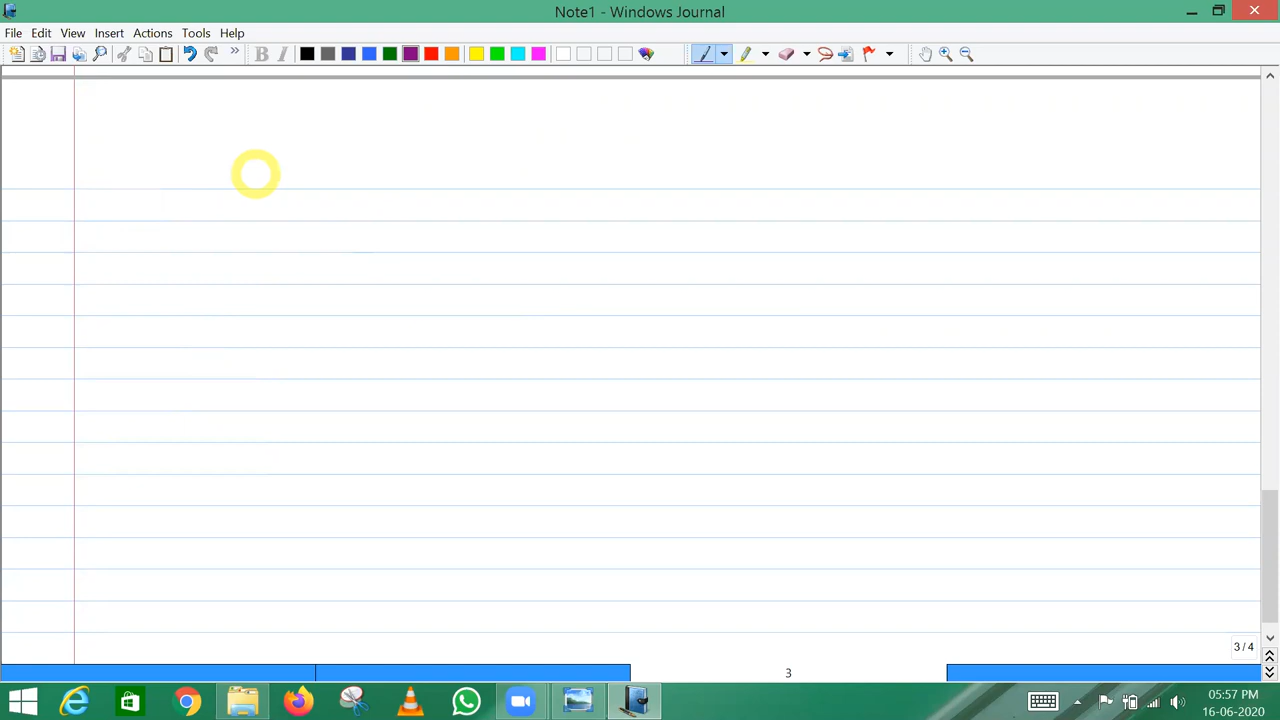 Note1 - Windows Journal
File Edit View Insert Actions Tools Help
B I
3 / 4
3
05:57 PM
16-06-2020